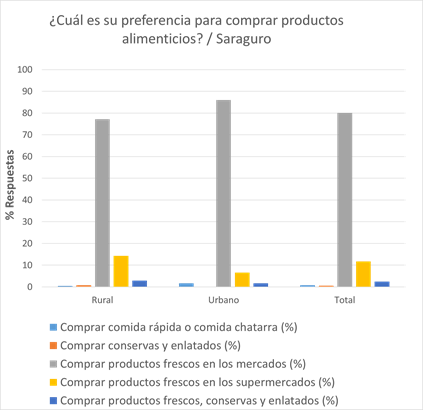 ¿Cuál es su preferencia para comprar productos
alimenticios? / Saraguro
% Respuestas
100
90
80
70
60
50
40
30
20
10
0
Rural Urbano Total
Comprar comida rápida o comida chatarra (%)
Comprar conservas y enlatados (%)
Comprar productos frescos en los mercados (%)
Comprar productos frescos en los supermercados (%)
Comprar productos frescos, conservas y enlatados (%)